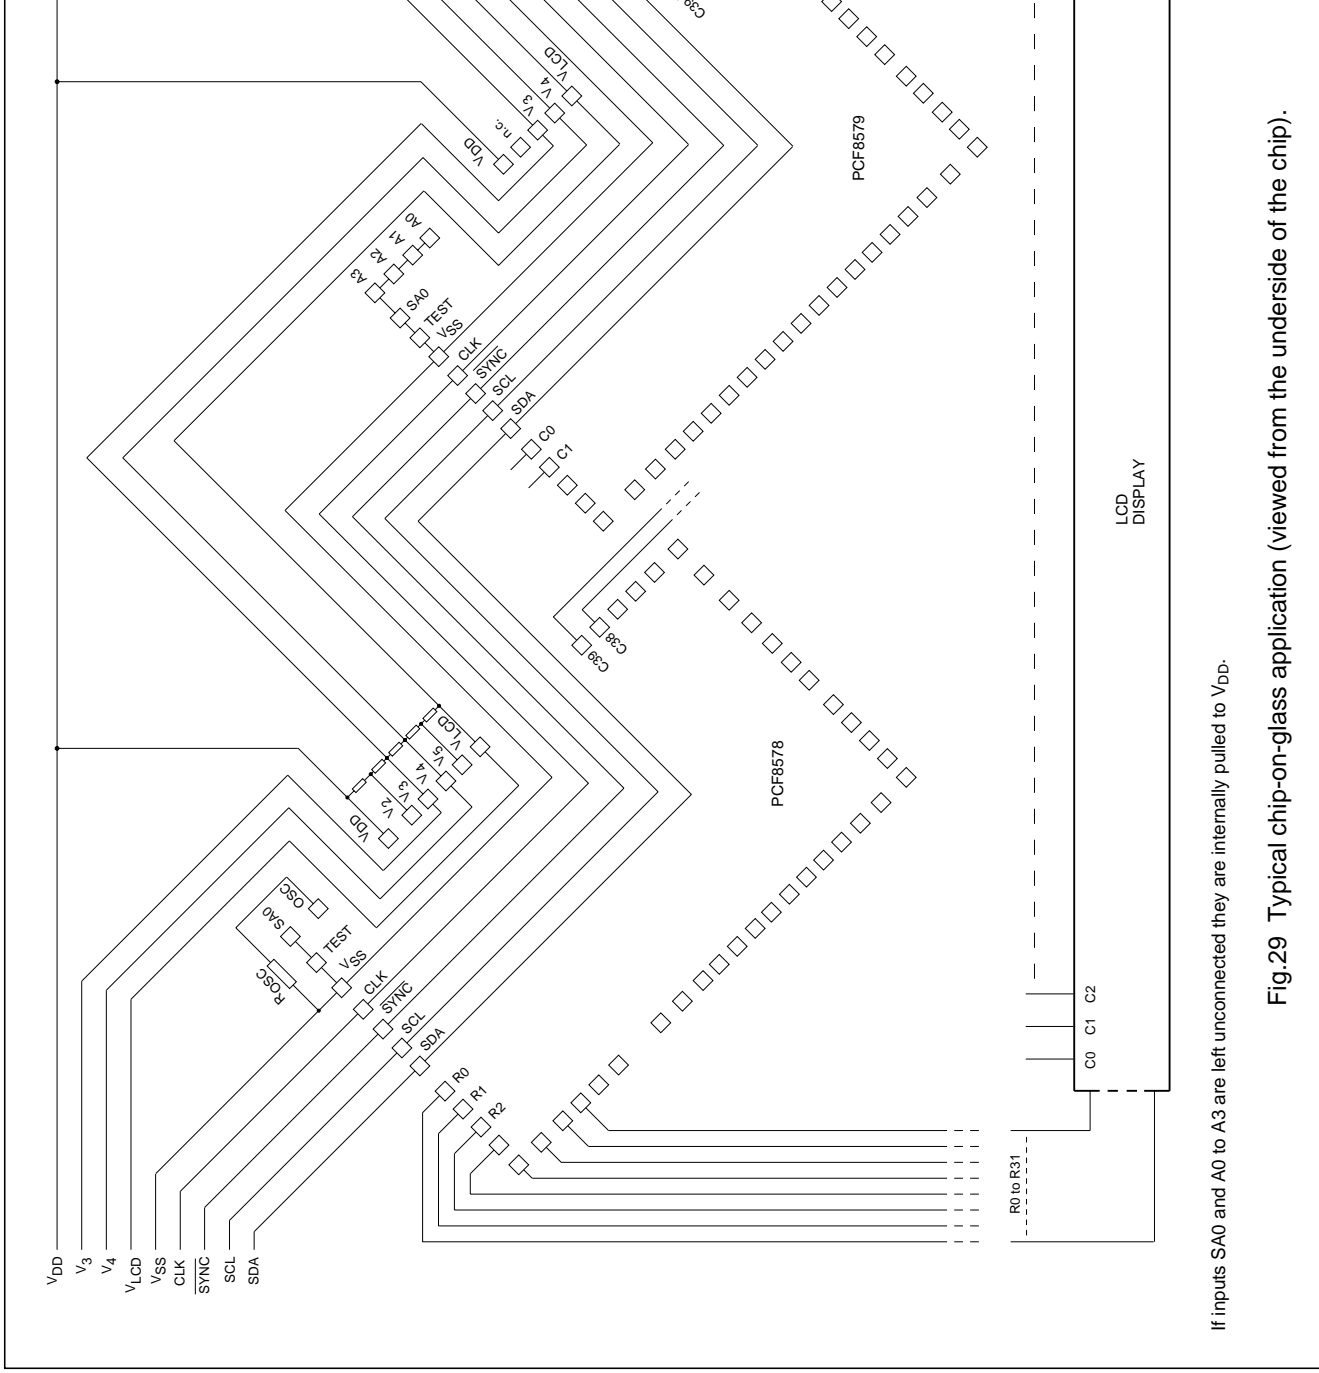 VDD
V3
V4
VLCD
VSS
CLK
SYNC
SCL
SDA
ROSC
OSC
SA0
TEST
VSS
CLK
SYNC
SCL
SDA
R0
R1
R2
VDD
V2
V3
V4
V5
VLCD
PCF8578
C39
C38
A3
A2
A1
A0
SA0
TEST
VSS
CLK
SYNC
SCL
SDA
C0
C1
VDD
n.c.
V3
V4
VLCD
PCF8579
R0 to R31
C0
C1
C2
LCD
DISPLAY
If inputs SA0 and A0 to A3 are left unconnected they are internally pulled to VDD.
Fig.29 Typical chip-on-glass application (viewed from the underside of the chip).